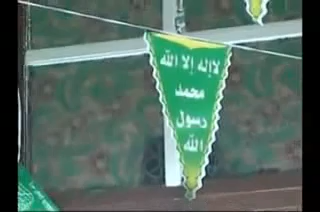 لا إله إلا الله
محمد
رسول
الله